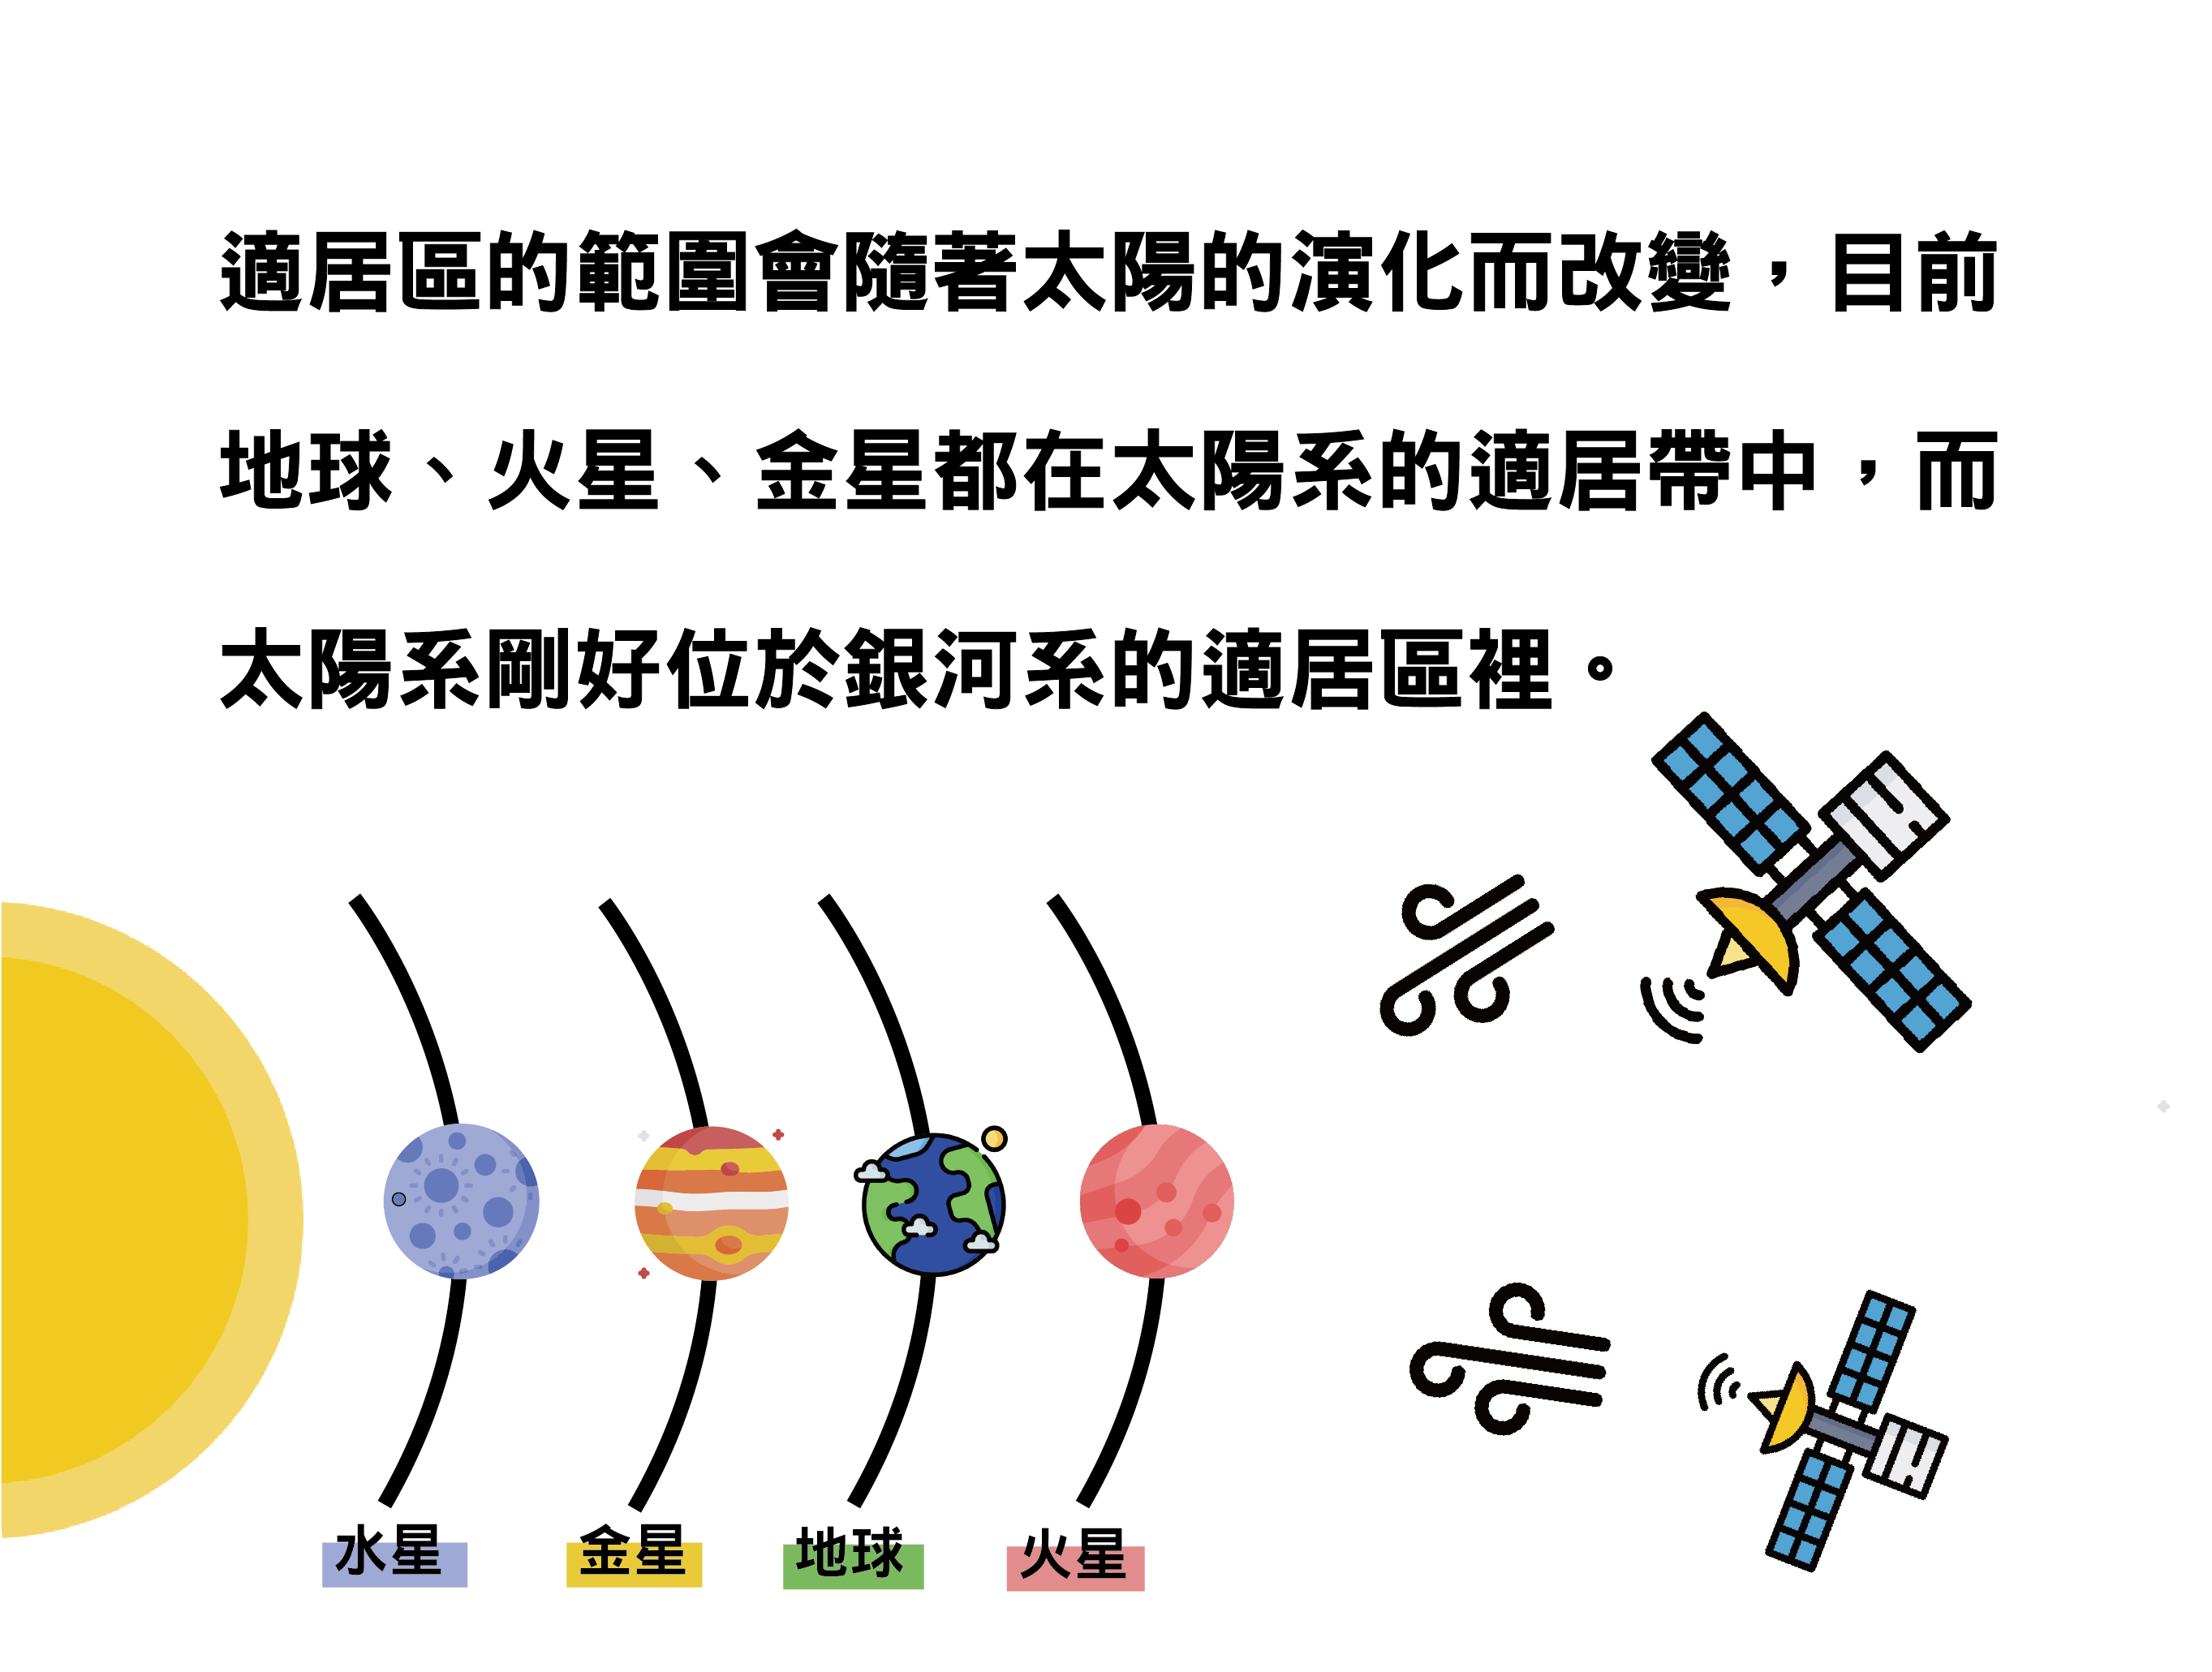 適居區的範圍會隨著太陽的演化而改變，目前
地球、火星、金星都在太陽系的適居帶中，而
太陽系剛好位於銀河系的適居區裡。
水星
金星
地球
火星